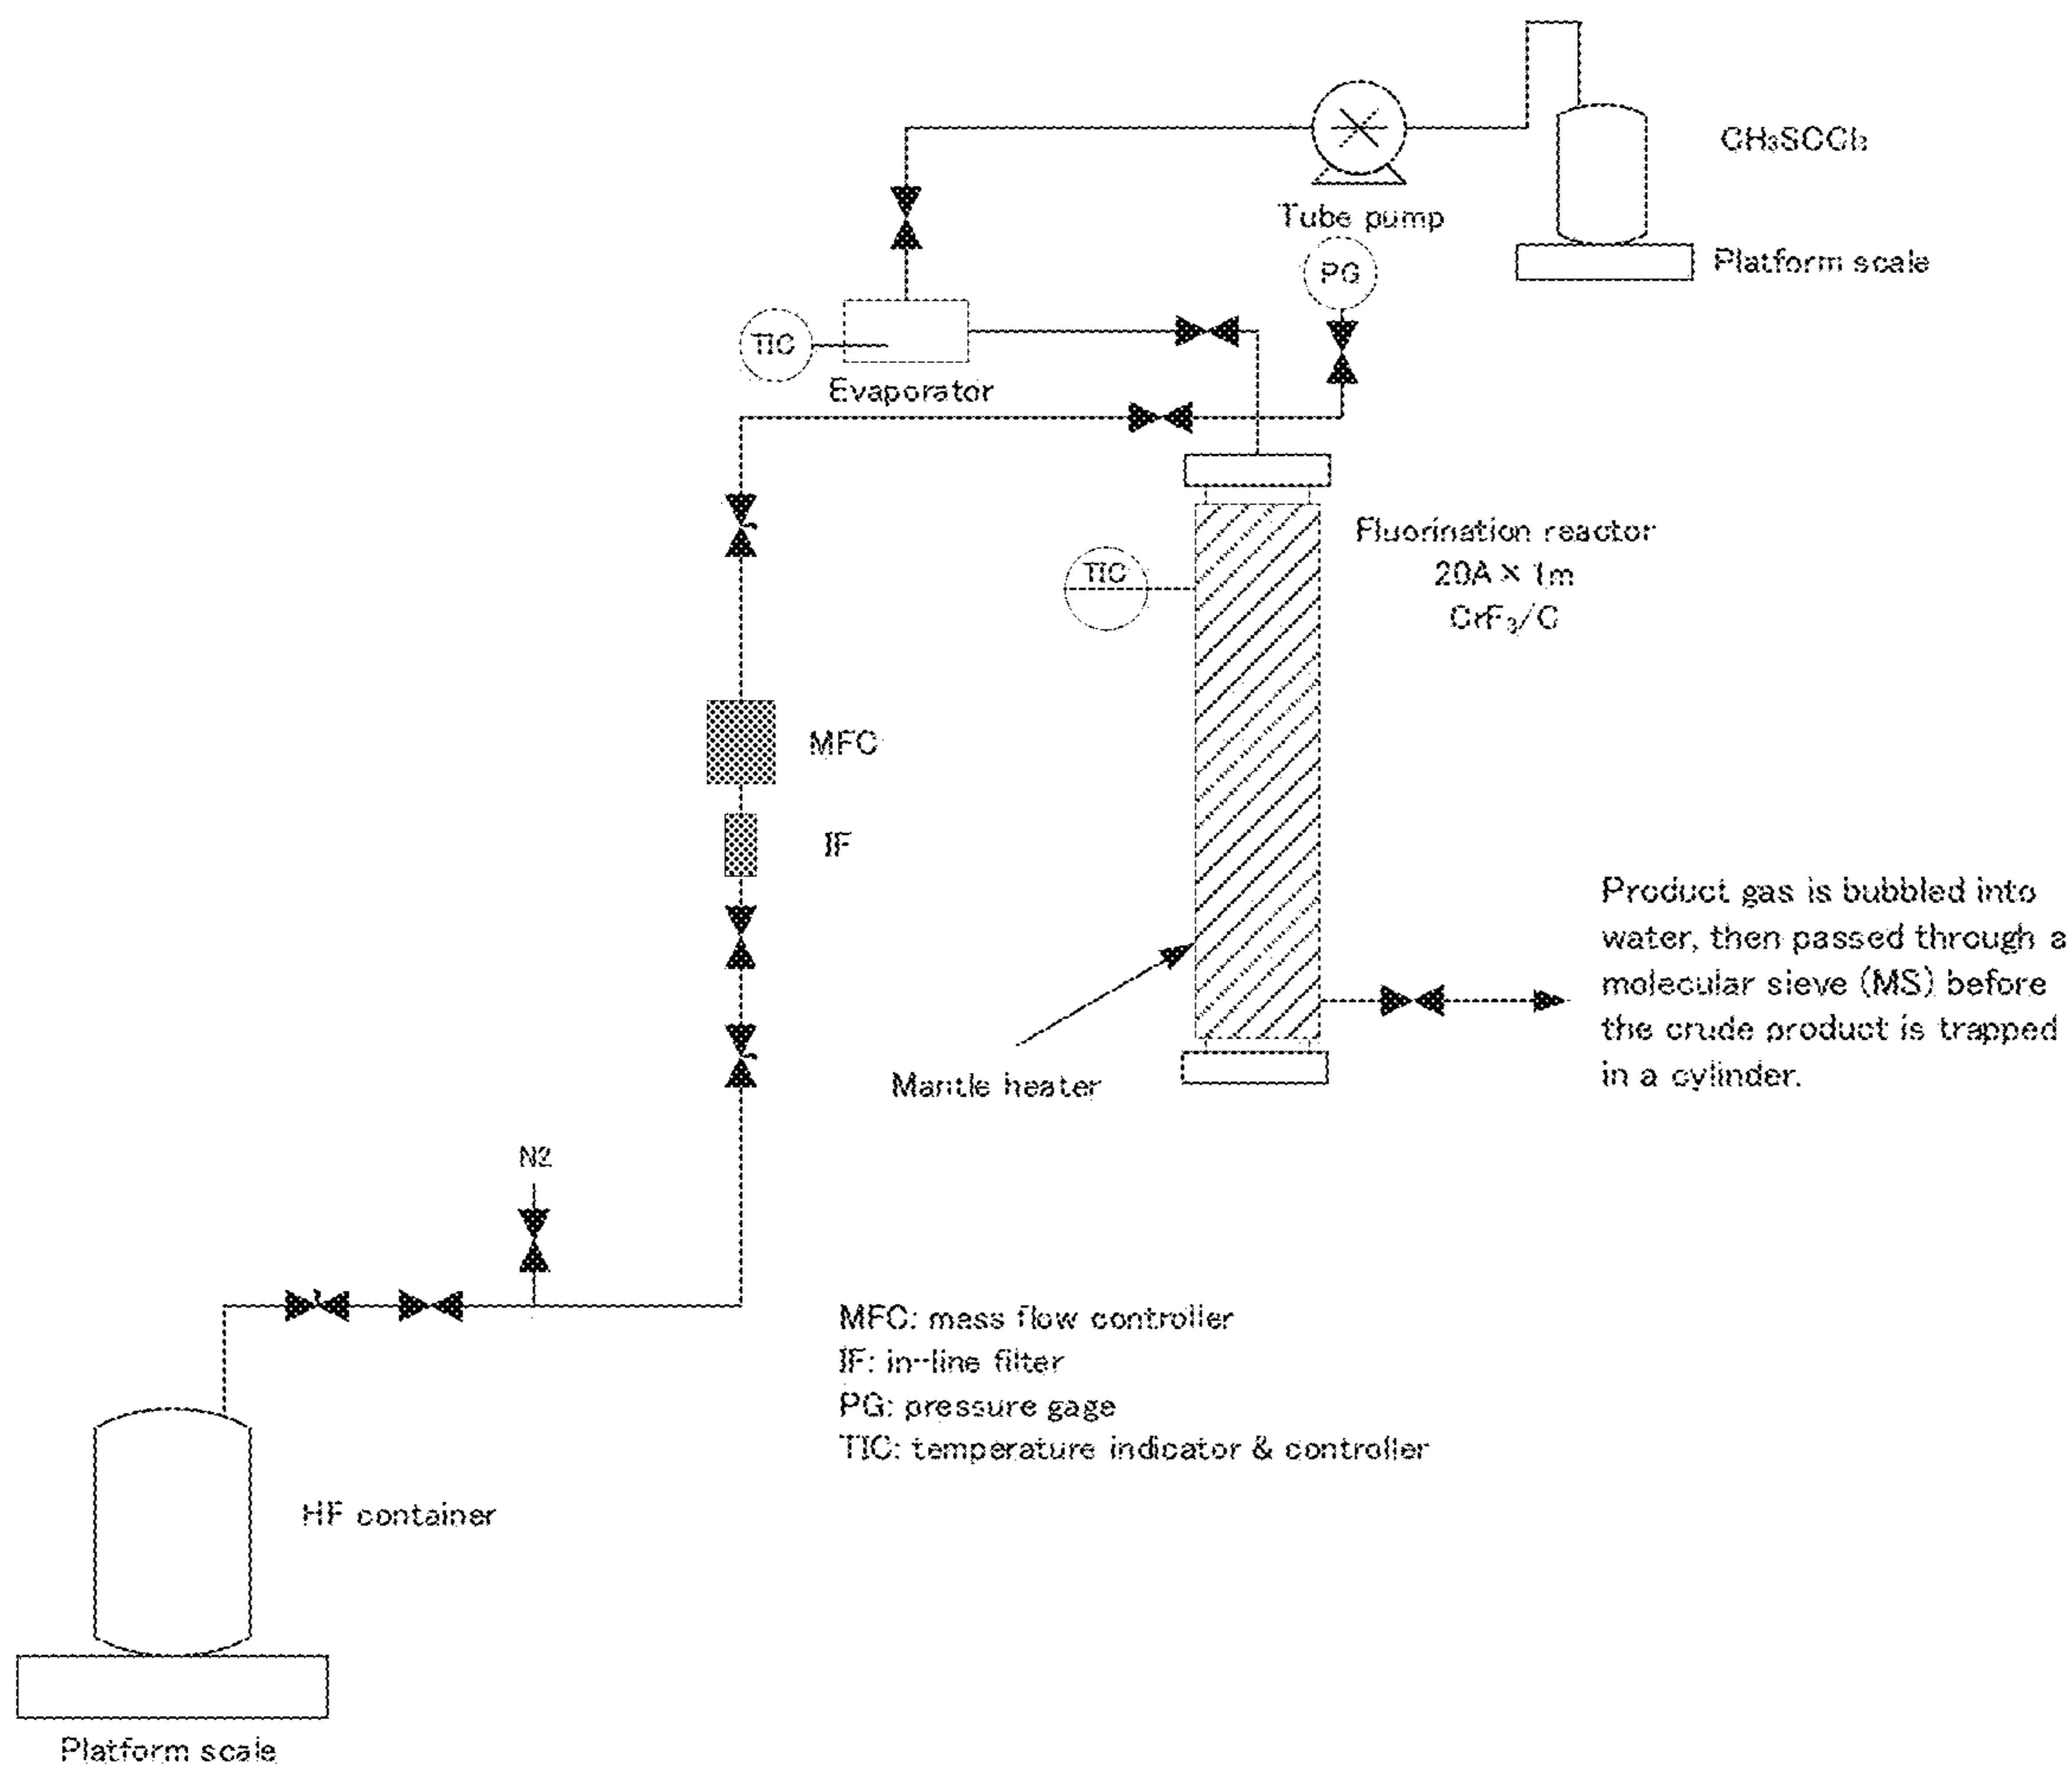 CH₃SCCl₃
Tube pump
Platform scale
PG
TIC
Evaporator
Fluorination reactor
20A × 1m
CrF₃/C
TIC
MFC
IF
Product gas is bubbled into
water, then passed through a
molecular sieve (MS) before
the crude product is trapped
in a cylinder.
Mantle heater
N2
MFC: mass flow controller
IF: in-line filter
PG: pressure gage
TIC: temperature indicator & controller
HF container
Platform scale